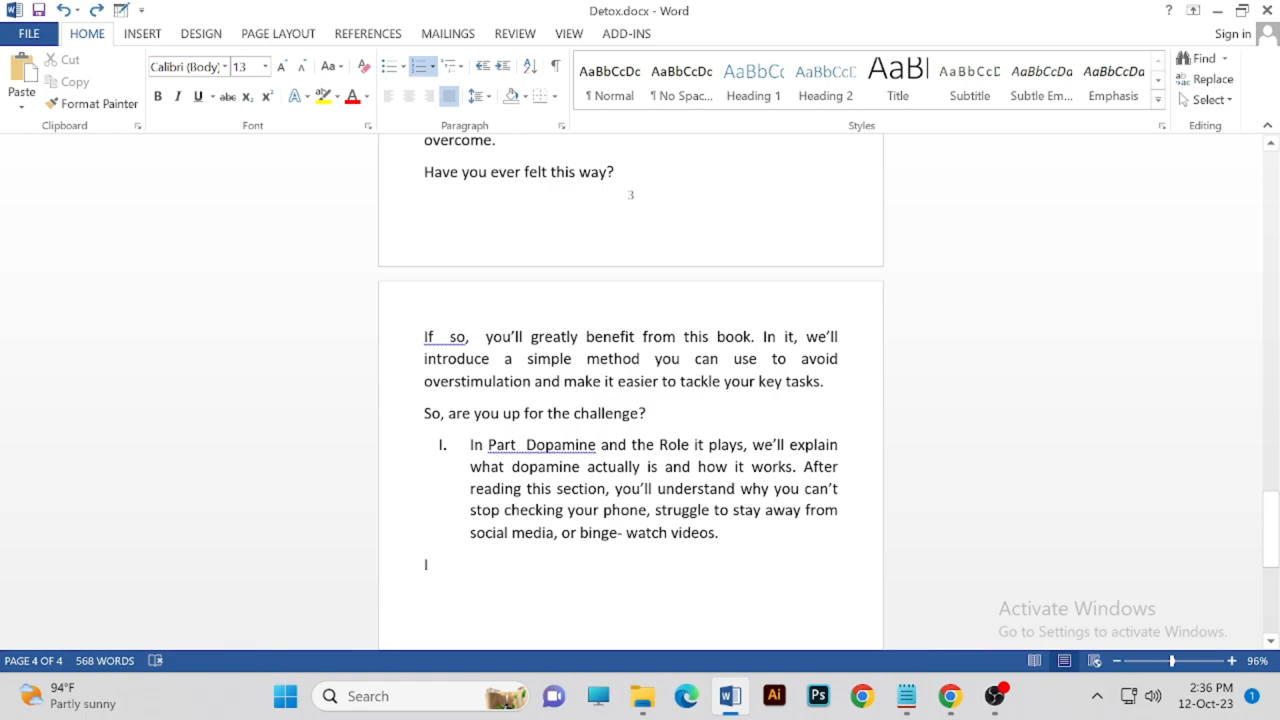 Detox.docx - Word
?
FILE HOME INSERT DESIGN PAGE LAYOUT REFERENCES MAILINGS REVIEW VIEW ADD-INS Sign in
Paste
Cut
Copy
Format Painter
Calibri (Body) 13
AaBbCcDc AaBbCcDc AaBbCc AaBbCcD AaBl AaBbCcD AaBbCcDc AaBbCcDc
¶ Normal ¶ No Spac... Heading 1 Heading 2 Title Subtitle Subtle Em... Emphasis
Find
Replace
Select
Clipboard Font Paragraph Styles Editing
overcome.
Have you ever felt this way?
3
If so, you’ll greatly benefit from this book. In it, we’ll
introduce a simple method you can use to avoid
overstimulation and make it easier to tackle your key tasks.
So, are you up for the challenge?
I. In Part Dopamine and the Role it plays, we’ll explain
what dopamine actually is and how it works. After
reading this section, you’ll understand why you can’t
stop checking your phone, struggle to stay away from
social media, or binge- watch videos.
I
Activate Windows
Go to Settings to activate Windows.
PAGE 4 OF 4 568 WORDS 96%
94°F
Partly sunny
Search
Ai
Ps
2:36 PM
12-Oct-23
1